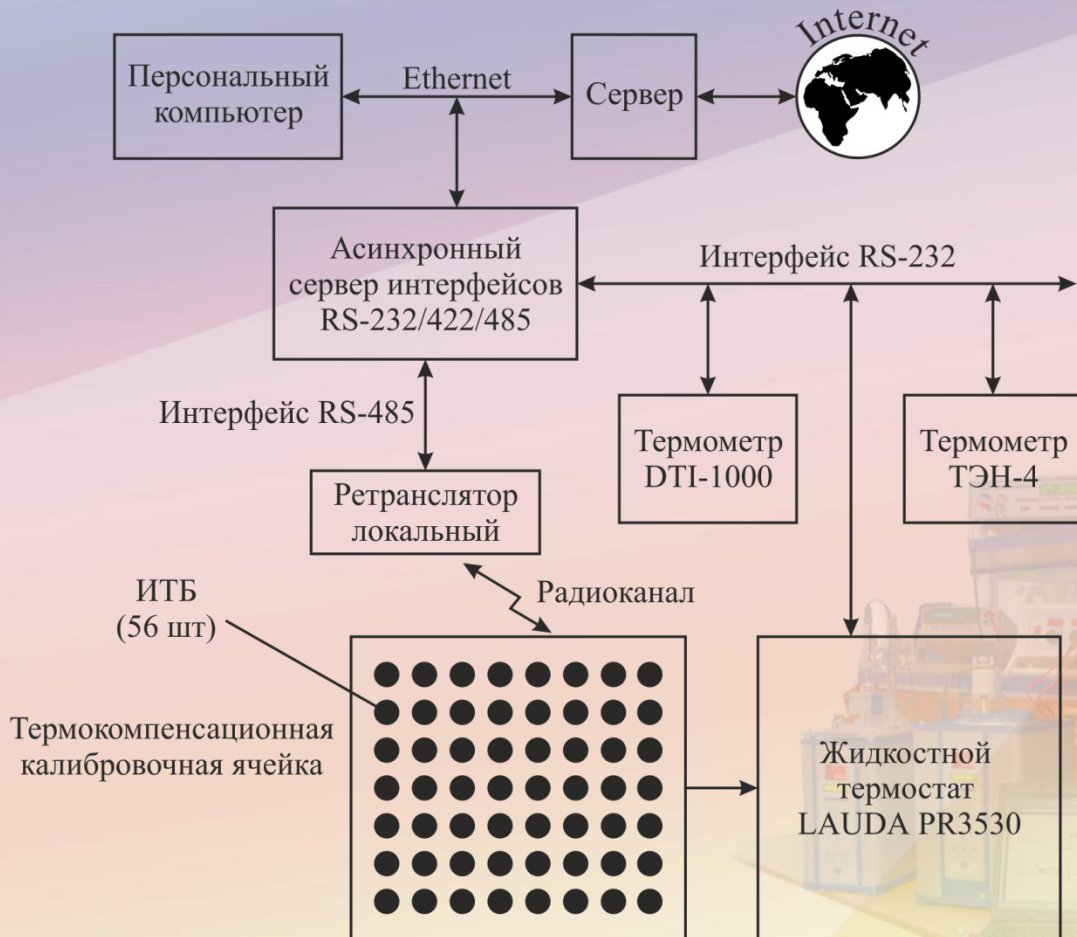 Internet
Персональный
компьютер
Ethernet
Сервер
Асинхронный
сервер интерфейсов
RS-232/422/485
Интерфейс RS-232
Интерфейс RS-485
Термометр
DTI-1000
Термометр
ТЭН-4
Ретранслятор
локальный
Радиоканал
ИТБ
(56 шт)
Термокомпенсационная
калибровочная ячейка
Жидкостной
термостат
LAUDA PR3530